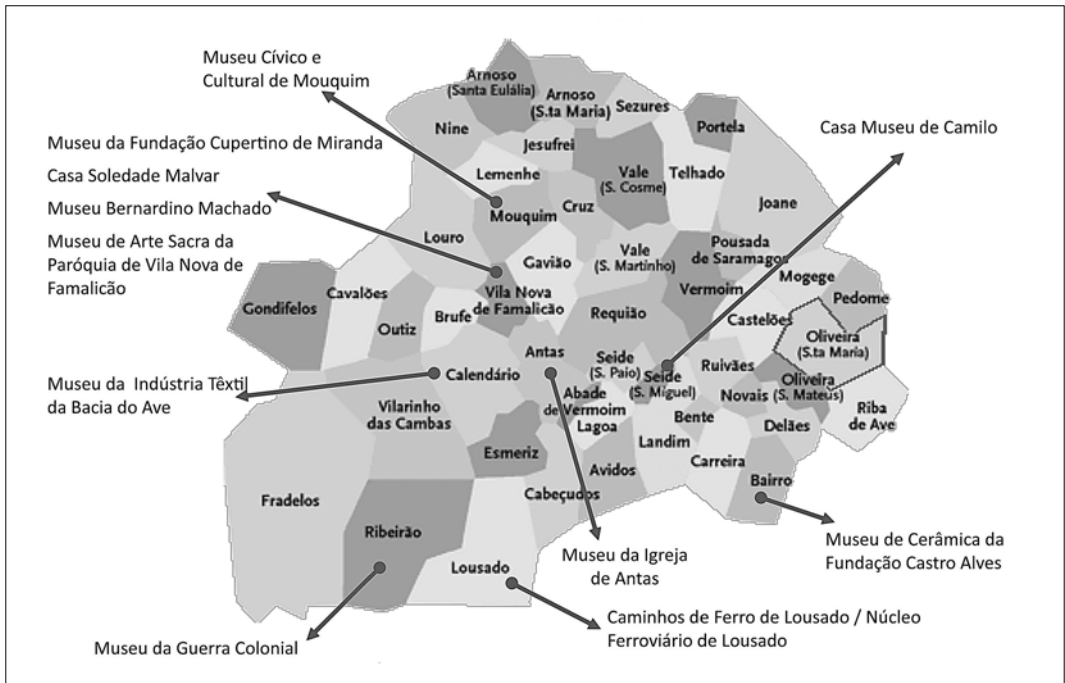 Museu Cívico e
Cultural de Mouquim
Museu da Fundação Cupertino de Miranda
Casa Soledade Malvar
Museu Bernardino Machado
Museu de Arte Sacra da
Paróquia de Vila Nova de
Famalicão
Casa Museu de Camilo
Arnoso
(Santa Eulália)
Arnoso
(S.ta Maria)
Sezures
Portela
Nine
Jesufrei
Lemenhe
Vale
(S. Cosme)
Telhado
Joane
Mouquim
Cruz
Louro
Gavião
Vale
(S. Martinho)
Pousada
de Saramagos
Mogege
Pedome
Gondifelos
Cavalões
Outiz
Brufe
Vila Nova
de Famalicão
Requião
Vermoim
Castelões
Oliveira
(S.ta Maria)
Antas
Seide
(S. Paio)
Seide
(S. Miguel)
Ruivães
Calendário
Abade
de Vermoim
Lagoa
Novais
Oliveira
(S. Mateus)
Riba
de Ave
Vilarinho
das Cambas
Bente
Delães
Landim
Esmeriz
Avidos
Carreira
Bairro
Fradelos
Cabeçudos
Ribeirão
Lousado
Museu da Indústria Têxtil
da Bacia do Ave
Museu da Igreja
de Antas
Museu de Cerâmica da
Fundação Castro Alves
Caminhos de Ferro de Lousado / Núcleo
Ferroviário de Lousado
Museu da Guerra Colonial